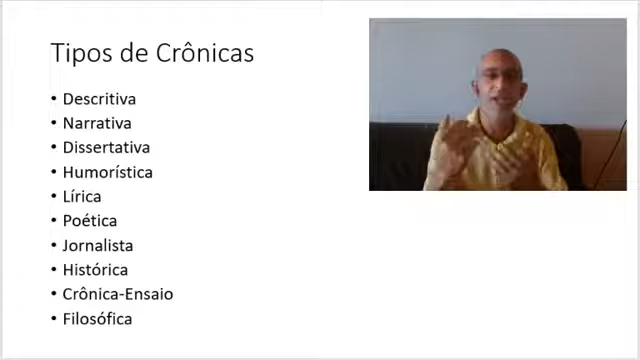 Tipos de Crônicas
• Descritiva
• Narrativa
• Dissertativa
• Humorística
• Lírica
• Poética
• Jornalista
• Histórica
• Crônica-Ensaio
• Filosófica